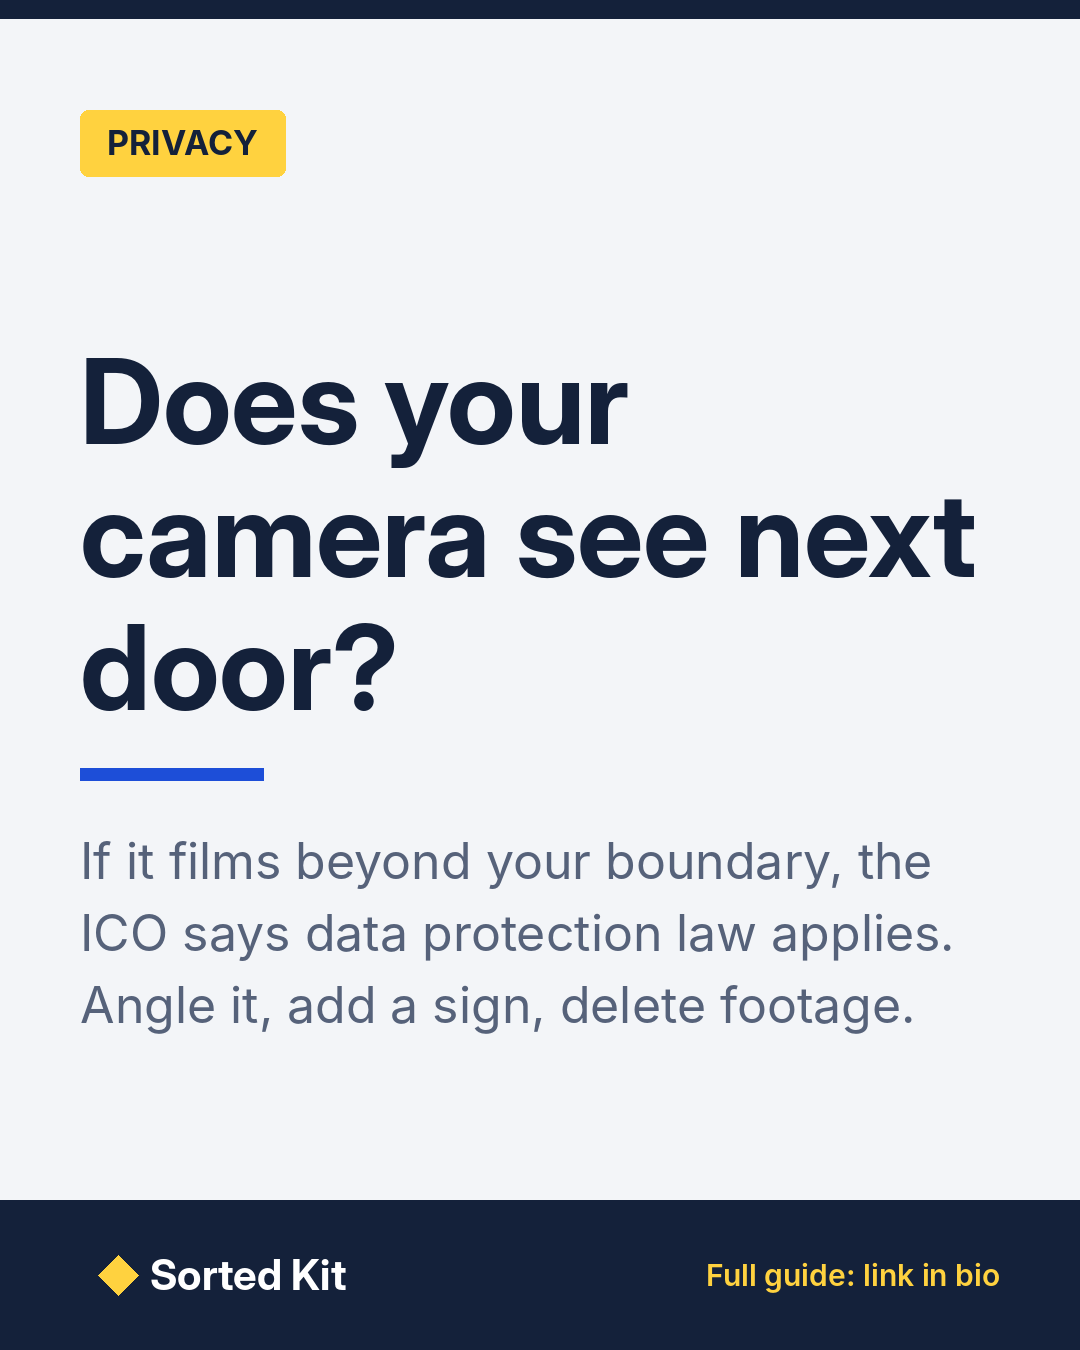 PRIVACY
Does your
camera see next
door?
If it films beyond your boundary, the
ICO says data protection law applies.
Angle it, add a sign, delete footage.
Sorted Kit
Full guide: link in bio